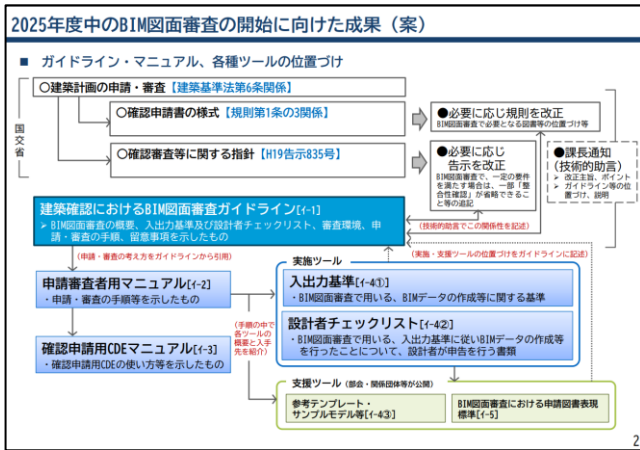 2025年度中のBIM図面審査の開始に向けた成果（案）
■ ガイドライン・マニュアル、各種ツールの位置づけ
国交省
○建築計画の申請・審査【建築基準法第6条関係】
○確認申請書の様式【規則第1条の3関係】
○確認審査等に関する指針【H19告示835号】
●必要に応じ規則を改正
BIM図面審査で必要となる図書等の位置づけ等
●必要に応じ
告示を改正
BIM図面審査で、一定の要件
を満たす場合は、一部「整
合性確認」が省略できるこ
と等の追記
●課長通知
(技術的助言)
➢ 改正主旨、ポイント
➢ ガイドライン等の位
置づけ、説明
建築確認におけるBIM図面審査ガイドライン[ｲ-1]
➢ BIM図面審査の概要、入出力基準及び設計者チェックリスト、審査環境、申
請・審査の手順、留意事項を示したもの
(技術的助言でこの関係性を記述)
(申請・審査の考え方をガイドラインから引用)
(実施・支援ツールの位置づけをガイドラインに記述)
申請審査者用マニュアル[ｲ-2]
・申請・審査の手順等を示したもの
確認申請用CDEマニュアル[ｲ-3]
・確認申請用CDEの使い方等を示したもの
(手順の中で
各ツールの
概要と入手
先を紹介)
実施ツール
入出力基準[ｲ-4①]
・BIM図面審査で用いる、BIMデータの作成等に関する基準
設計者チェックリスト[ｲ-4②]
・BIM図面審査で用いる、入出力基準に従いBIMデータの作成等
を行ったことについて、設計者が申告を行う書類
支援ツール（部会・関係団体等が公開）
参考テンプレート・
サンプルモデル等[ｲ-4③]
BIM図面審査における申請図書表現
標準[ｲ-5]
2